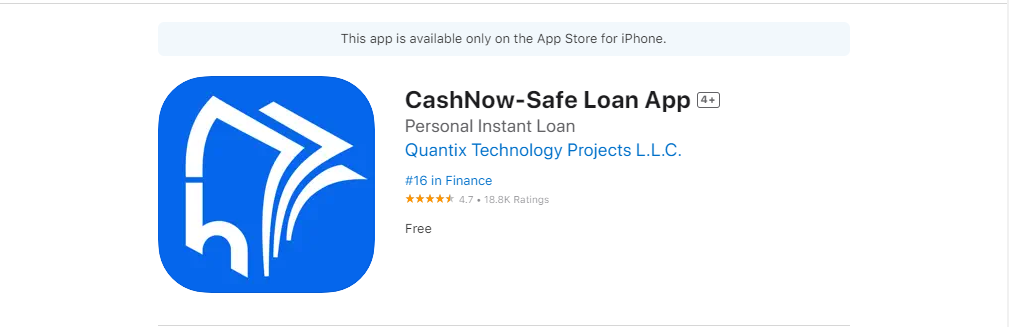 This app is available only on the App Store for iPhone.
CashNow-Safe Loan App 4+
Personal Instant Loan
Quantix Technology Projects L.L.C.
#16 in Finance
★★★★★ 4.7 • 18.8K Ratings
Free